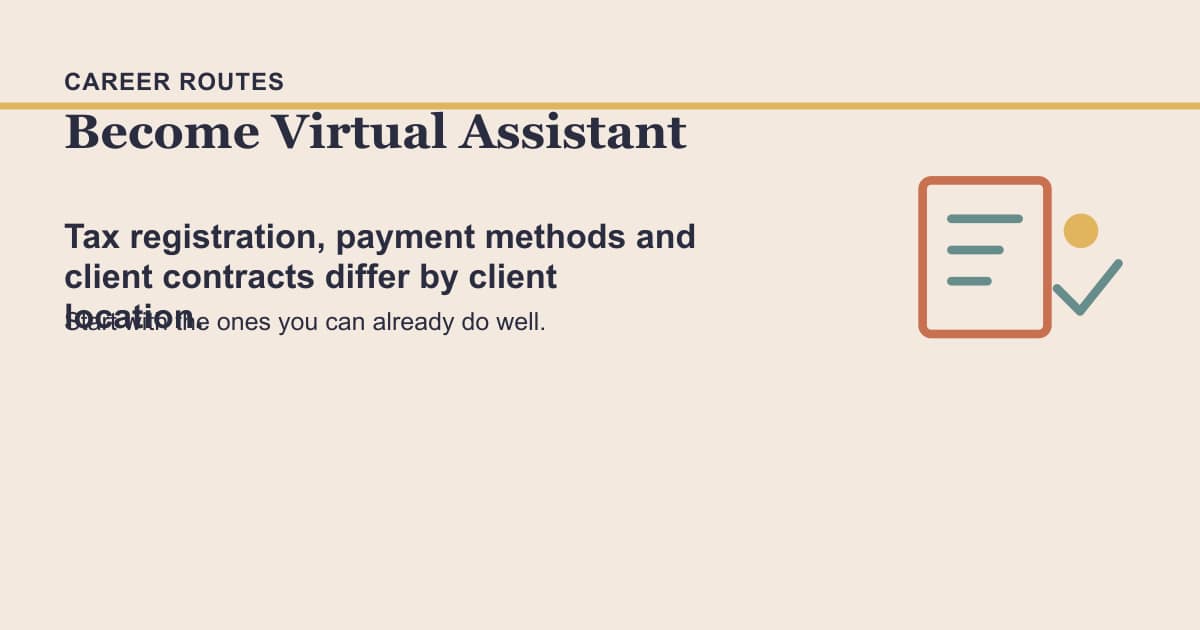 CAREER ROUTES
Become Virtual Assistant
Tax registration, payment methods and
client contracts differ by client
location.
Start with the ones you can already do well.